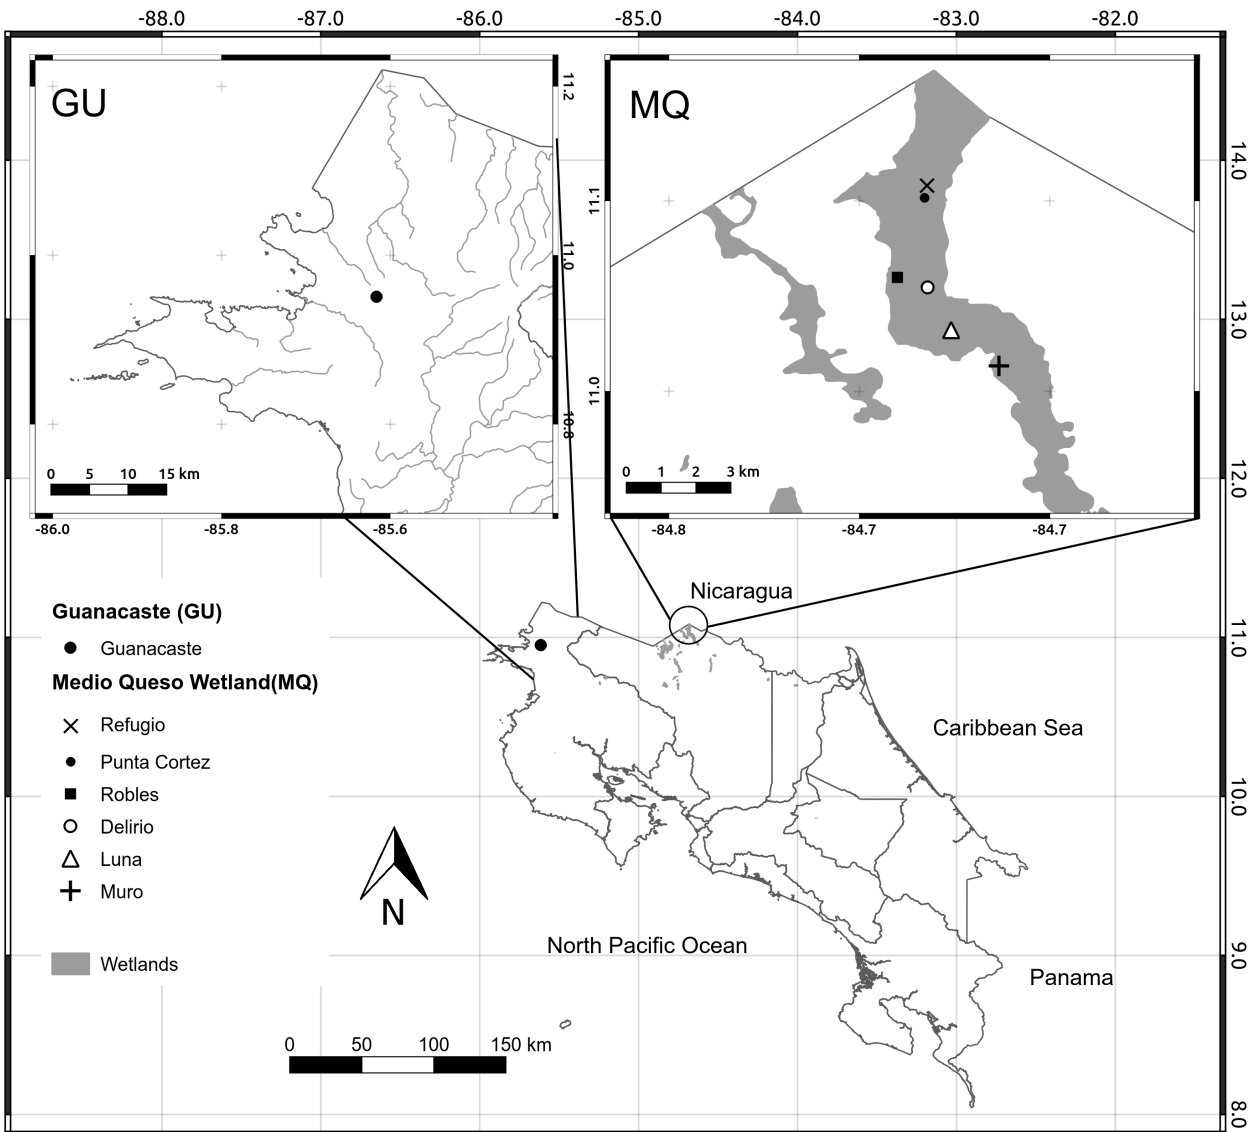 -88.0 -87.0 -86.0 -85.0 -84.0 -83.0 -82.0
GU
11.2
11.0
10.8
0 5 10 15 km
-86.0 -85.8 -85.6
MQ
11.1
11.0
0 1 2 3 km
-84.8 -84.7 -84.7
14.0
13.0
12.0
11.0
10.0
9.0
8.0
Nicaragua
Guanacaste (GU)
Guanacaste
Medio Queso Wetland(MQ)
Refugio
Punta Cortez
Robles
Delirio
Luna
Muro
Wetlands
Caribbean Sea
N
North Pacific Ocean
Panama
0 50 100 150 km